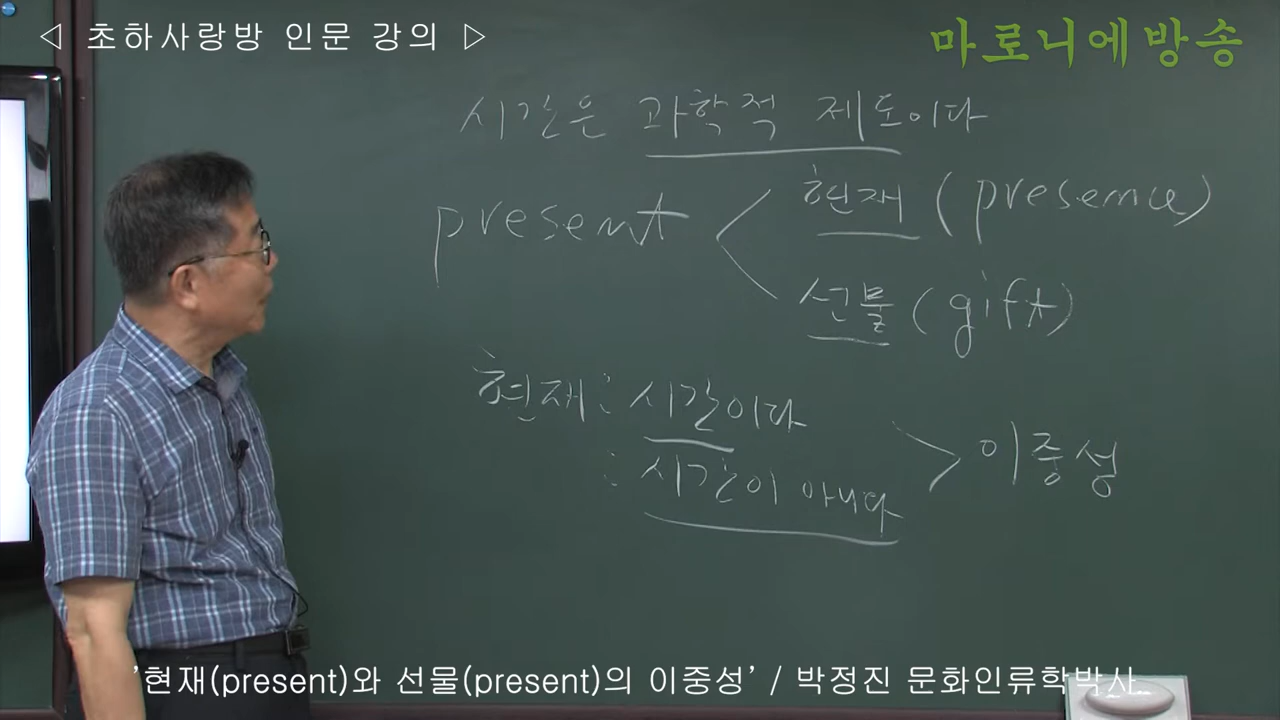 ◁ 초하사랑방 인문 강의 ▷
마로니에방송
시간은 과학적 제도이다
present < 현재 (presence)
선물 (gift)
현재 : 시간이다
: 시간이 아니다 > 이중성
'현재(present)와 선물(present)의 이중성' / 박정진 문화인류학박사